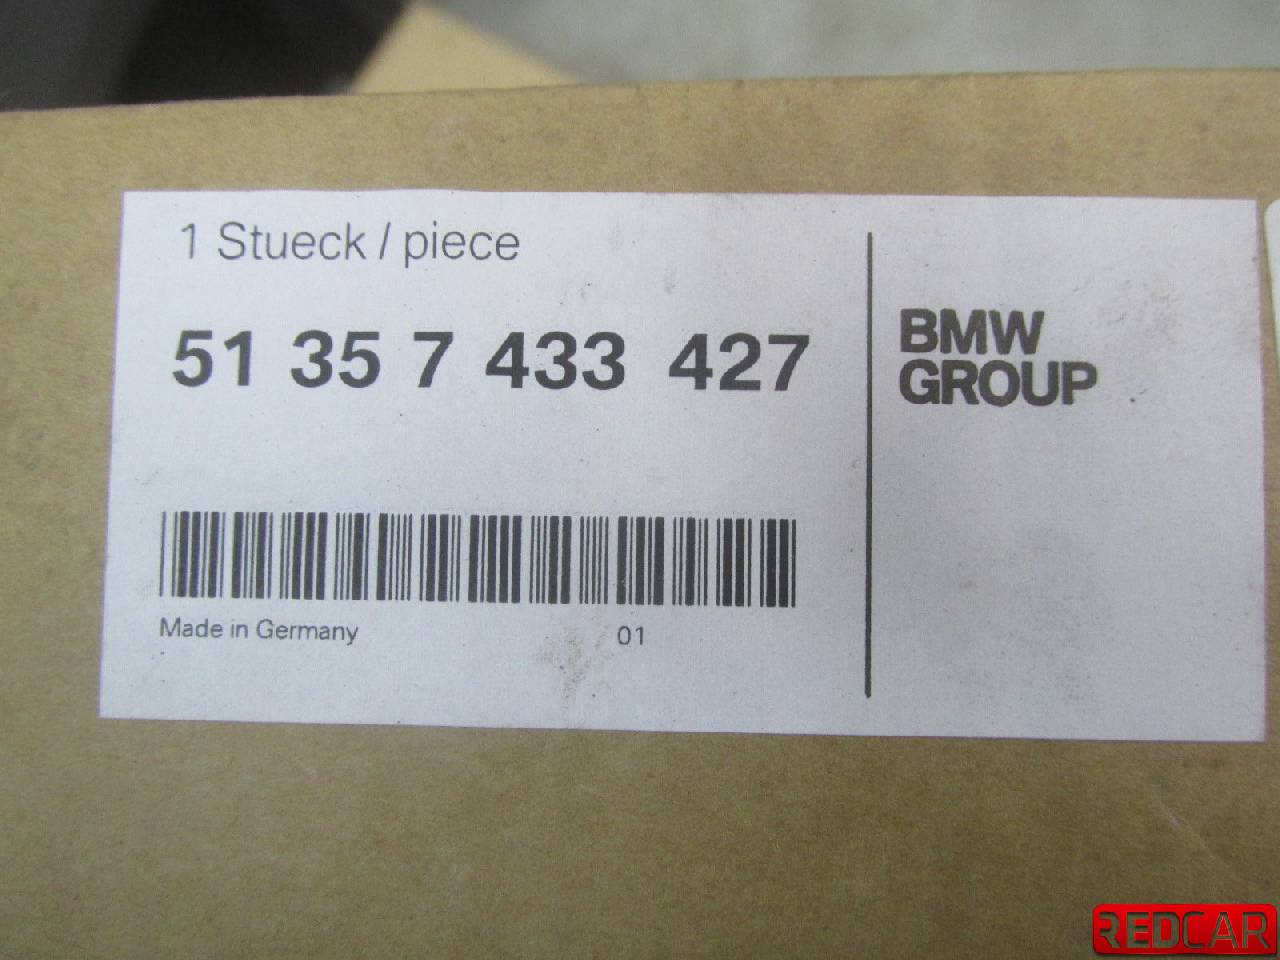 1 Stueck / piece
51 35 7 433 427
BMW
GROUP
Made in Germany 01
REDCAR